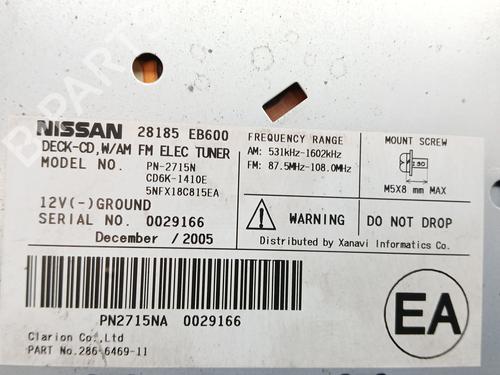 NISSAN 28185 EB600
DECK-CD,W/AM FM ELEC TUNER
MODEL NO. PN-2715N
CD6K-1410E
5NFX18C815EA
12V(-)GROUND
SERIAL NO. 0029166
December / 2005
FREQUENCY RANGE
AM: 531kHz-1602kHz
FM: 87.5MHz-108.0MHz
MOUNT SCREW
M5X8 mm MAX
WARNING
DO NOT DROP
Distributed by Xanavi Informatics Co.
PN2715NA 0029166
EA
Clarion Co.,Ltd
PART No.286-6469-11
B-PARTS